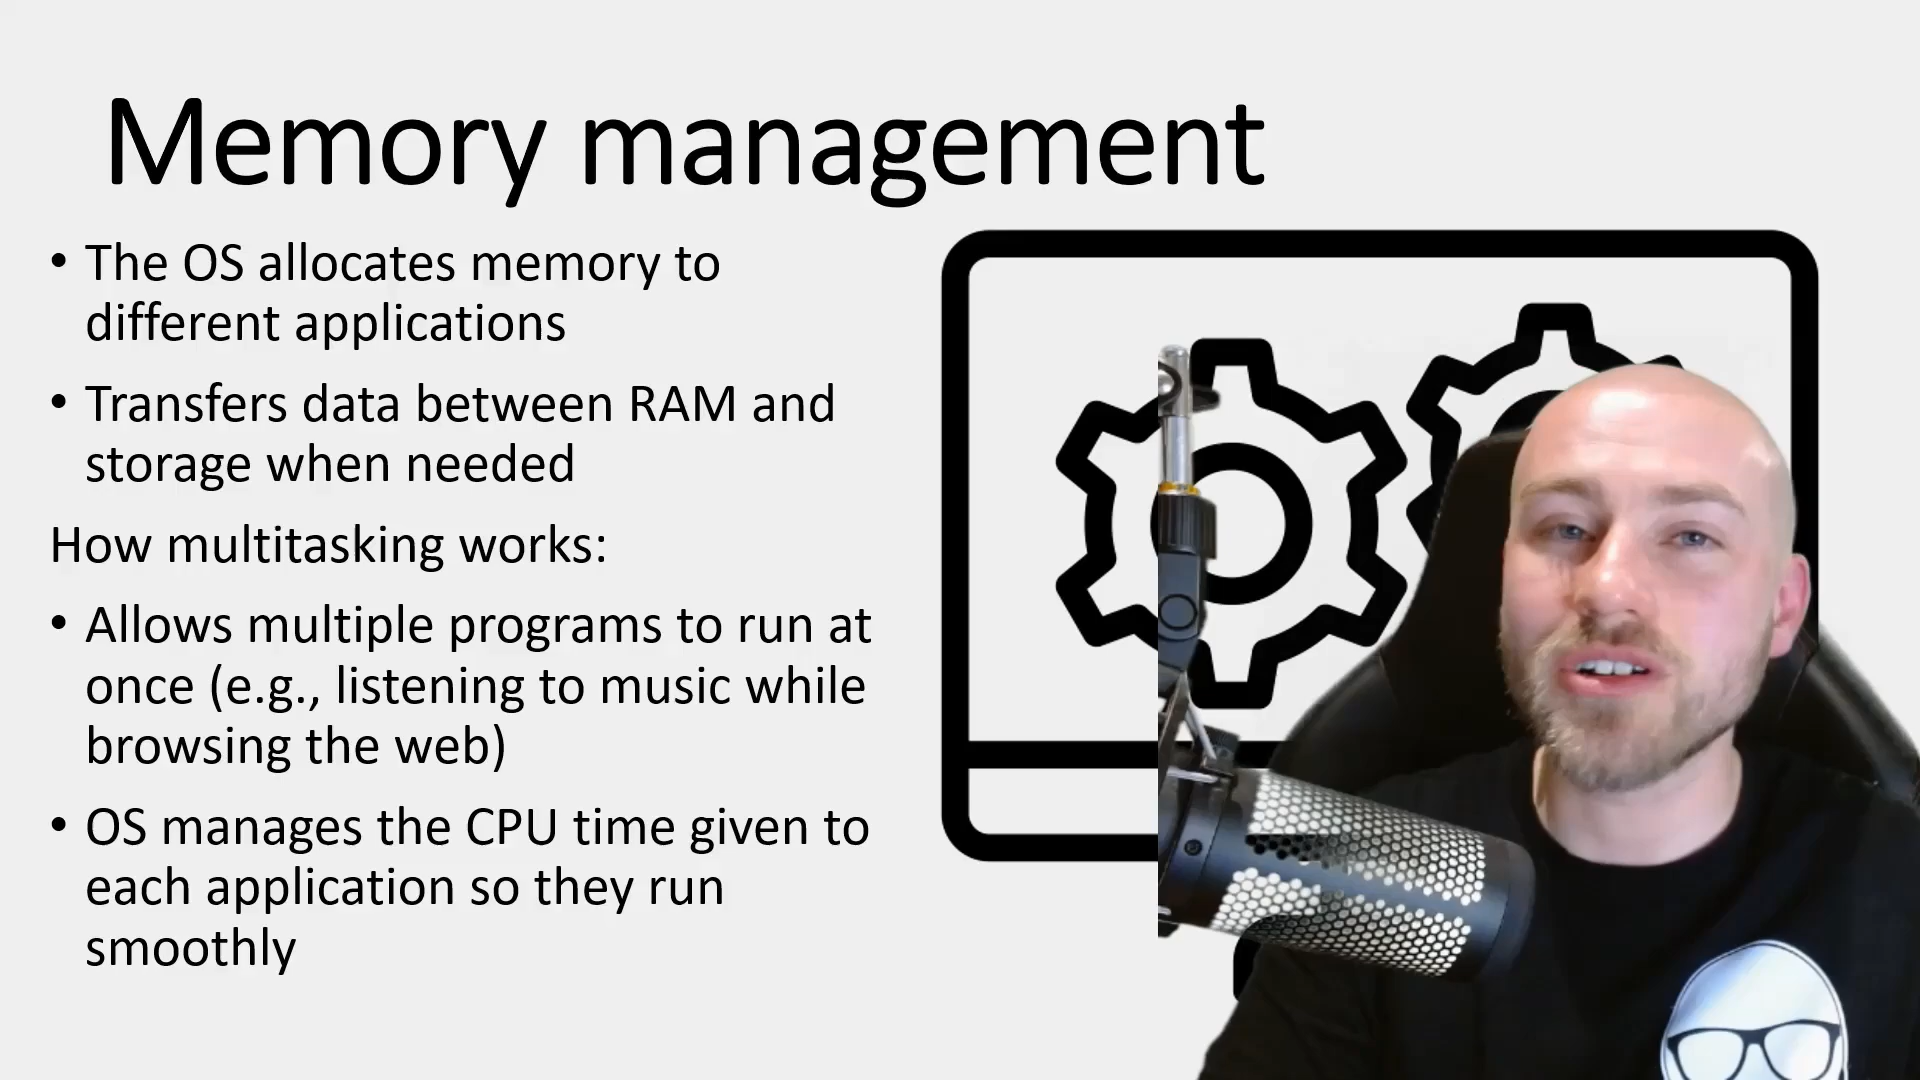 Memory management
• The OS allocates memory to
different applications
• Transfers data between RAM and
storage when needed
How multitasking works:
• Allows multiple programs to run at
once (e.g., listening to music while
browsing the web)
• OS manages the CPU time given to
each application so they run
smoothly